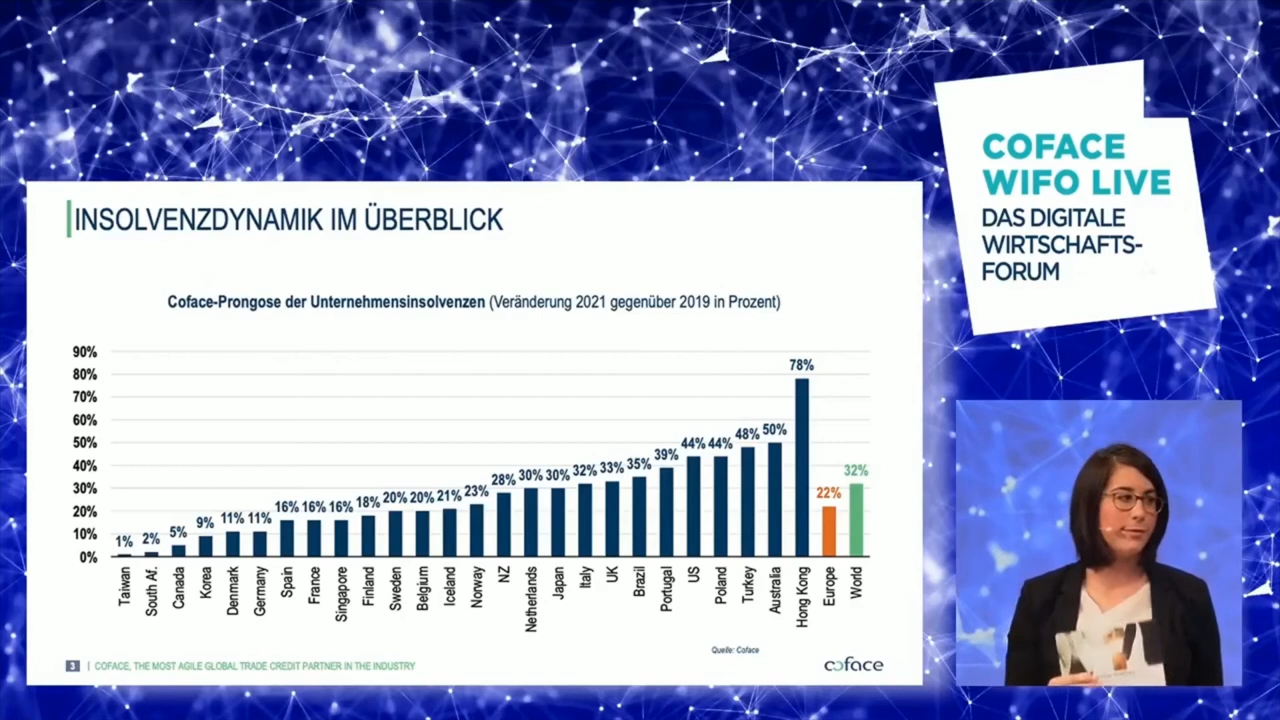 COFACE
WIFO LIVE
DAS DIGITALE
WIRTSCHAFTS-
FORUM
INSOLVENZDYNAMIK IM ÜBERBLICK
Coface-Prongose der Unternehmensinsolvenzen (Veränderung 2021 gegenüber 2019 in Prozent)
90%
80%
70%
60%
50%
40%
30%
20%
10%
0%
1% 2% 5% 9% 11% 11% 16% 16% 16% 18% 20% 20% 21% 23% 28% 30% 30% 32% 33% 35% 39% 44% 44% 48% 50% 78% 22% 32%
Taiwan
South Af.
Canada
Korea
Denmark
Germany
Spain
France
Singapore
Finland
Sweden
Belgium
Iceland
Norway
NZ
Netherlands
Japan
Italy
UK
Brazil
Portugal
US
Poland
Turkey
Australia
Hong Kong
Europe
World
Quelle: Coface
3 | COFACE, THE MOST AGILE GLOBAL TRADE CREDIT PARTNER IN THE INDUSTRY
coface